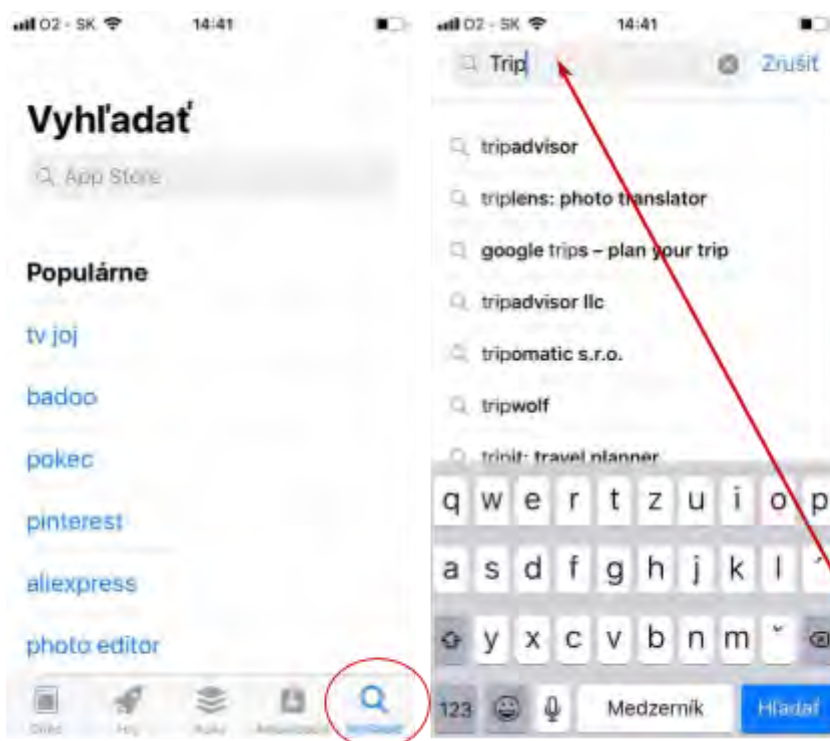 O2 - SK 14:41
Vyhľadať
App Store
Populárne
tv joj
badoo
pokec
pinterest
aliexpress
photo editor
O2 - SK 14:41
Trip Zrušiť
tripadvisor
triplens: photo translator
google trips – plan your trip
tripadvisor llc
tripomatic s.r.o.
tripwolf
tripit: travel planner
q w e r t z u i o p
a s d f g h j k l ´
y x c v b n m ˇ
123 Medzerník Hľadať